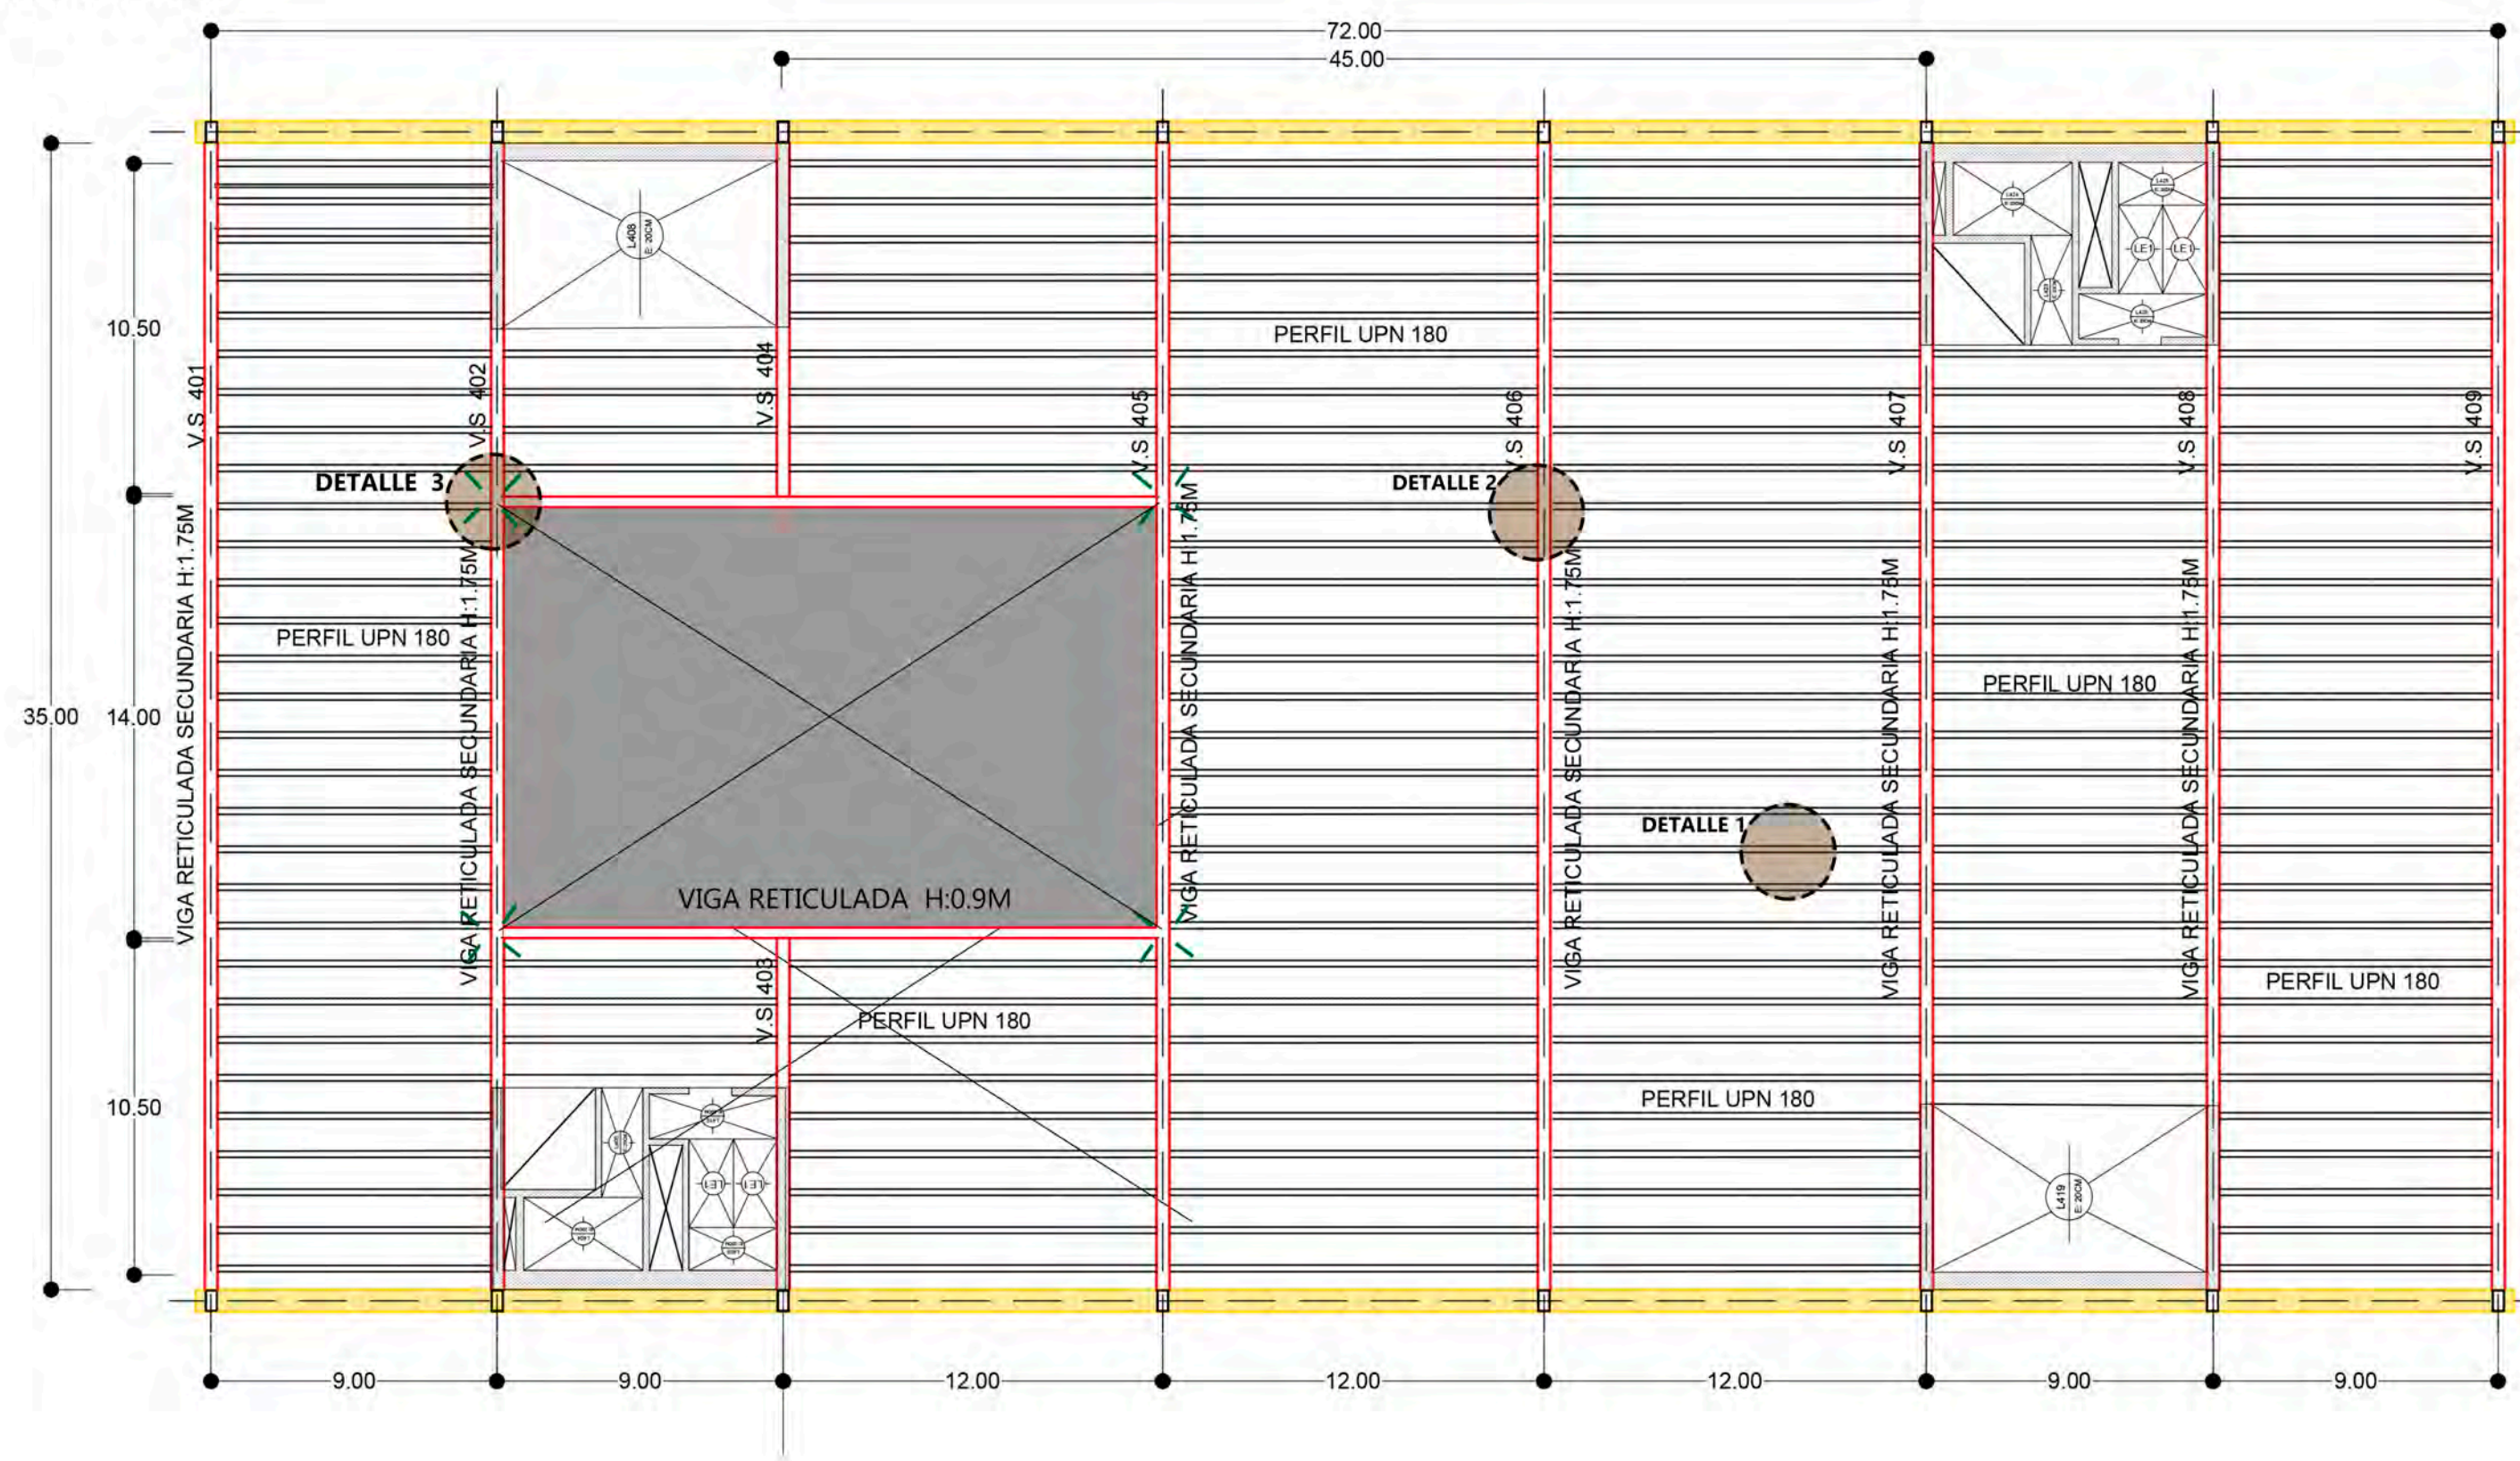 72.00
45.00
L408
E: 20CM
LE1
LE1
10.50
PERFIL UPN 180
V.S 401
V.S 402
V.S 404
V.S 405
V.S 406
V.S 407
V.S 408
V.S 409
DETALLE 3
DETALLE 2
VIGA RETICULADA SECUNDARIA H:1.75M
VIGA RETICULADA SECUNDARIA H:1.75M
VIGA RETICULADA SECUNDARIA H:1.75M
VIGA RETICULADA SECUNDARIA H:1.75M
VIGA RETICULADA SECUNDARIA H:1.75M
VIGA RETICULADA SECUNDARIA H:1.75M
PERFIL UPN 180
PERFIL UPN 180
35.00
14.00
DETALLE 1
VIGA RETICULADA H:0.9M
V.S 403
PERFIL UPN 180
PERFIL UPN 180
10.50
PERFIL UPN 180
LE1
LE1
L419
E: 20CM
9.00
9.00
12.00
12.00
12.00
9.00
9.00